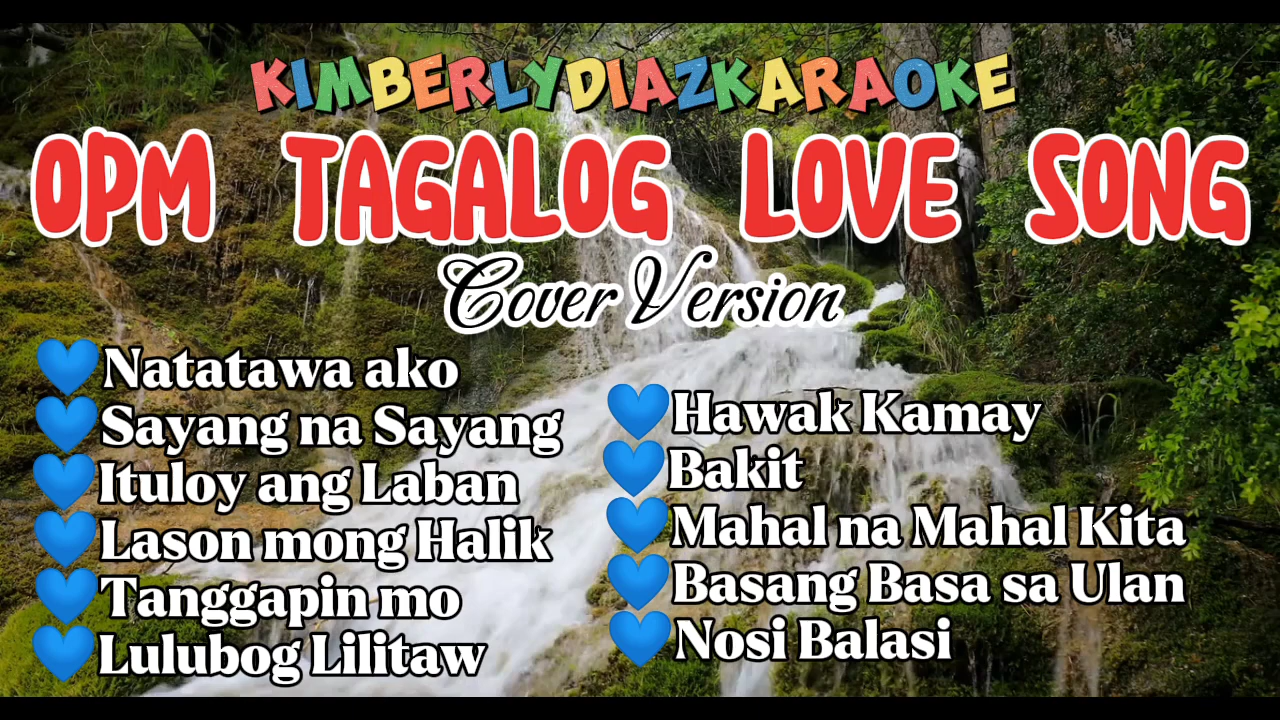 KIMBERLYDIAZKARAOKE
OPM TAGALOG LOVE SONG
Cover Version
Natatawa ako
Sayang na Sayang
Ituloy ang Laban
Lason mong Halik
Tanggapin mo
Lulubog Lilitaw
Hawak Kamay
Bakit
Mahal na Mahal Kita
Basang Basa sa Ulan
Nosi Balasi